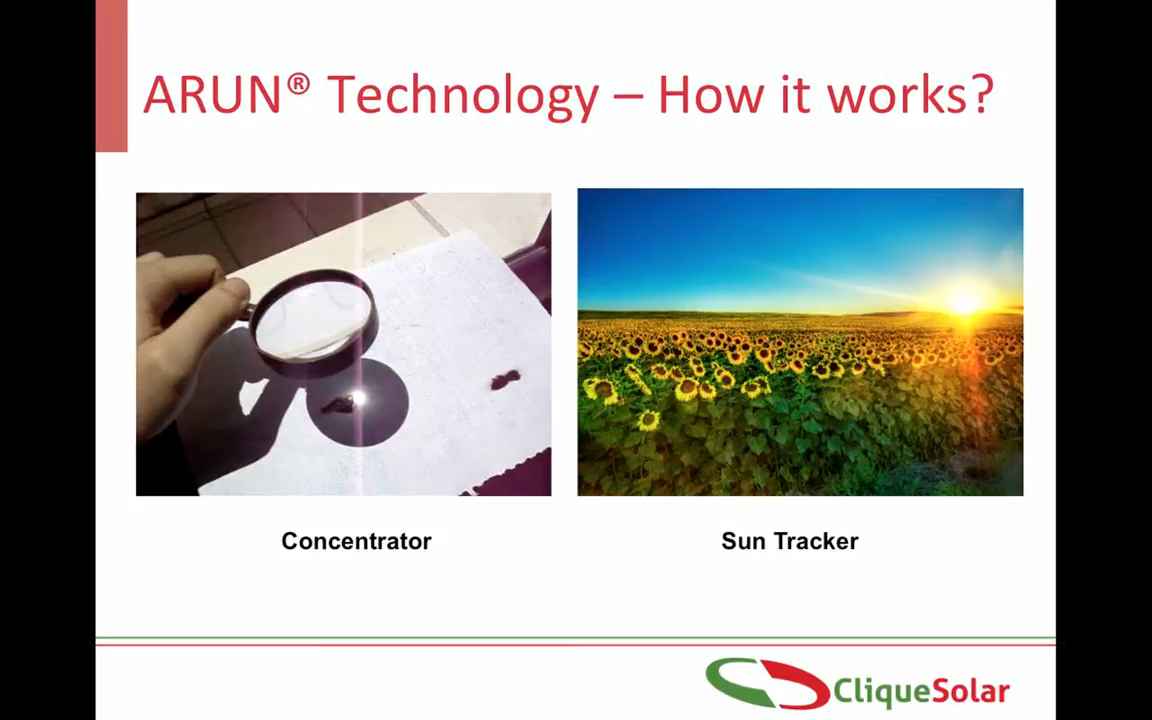 ARUN® Technology – How it works?
Concentrator
Sun Tracker
CliqueSolar